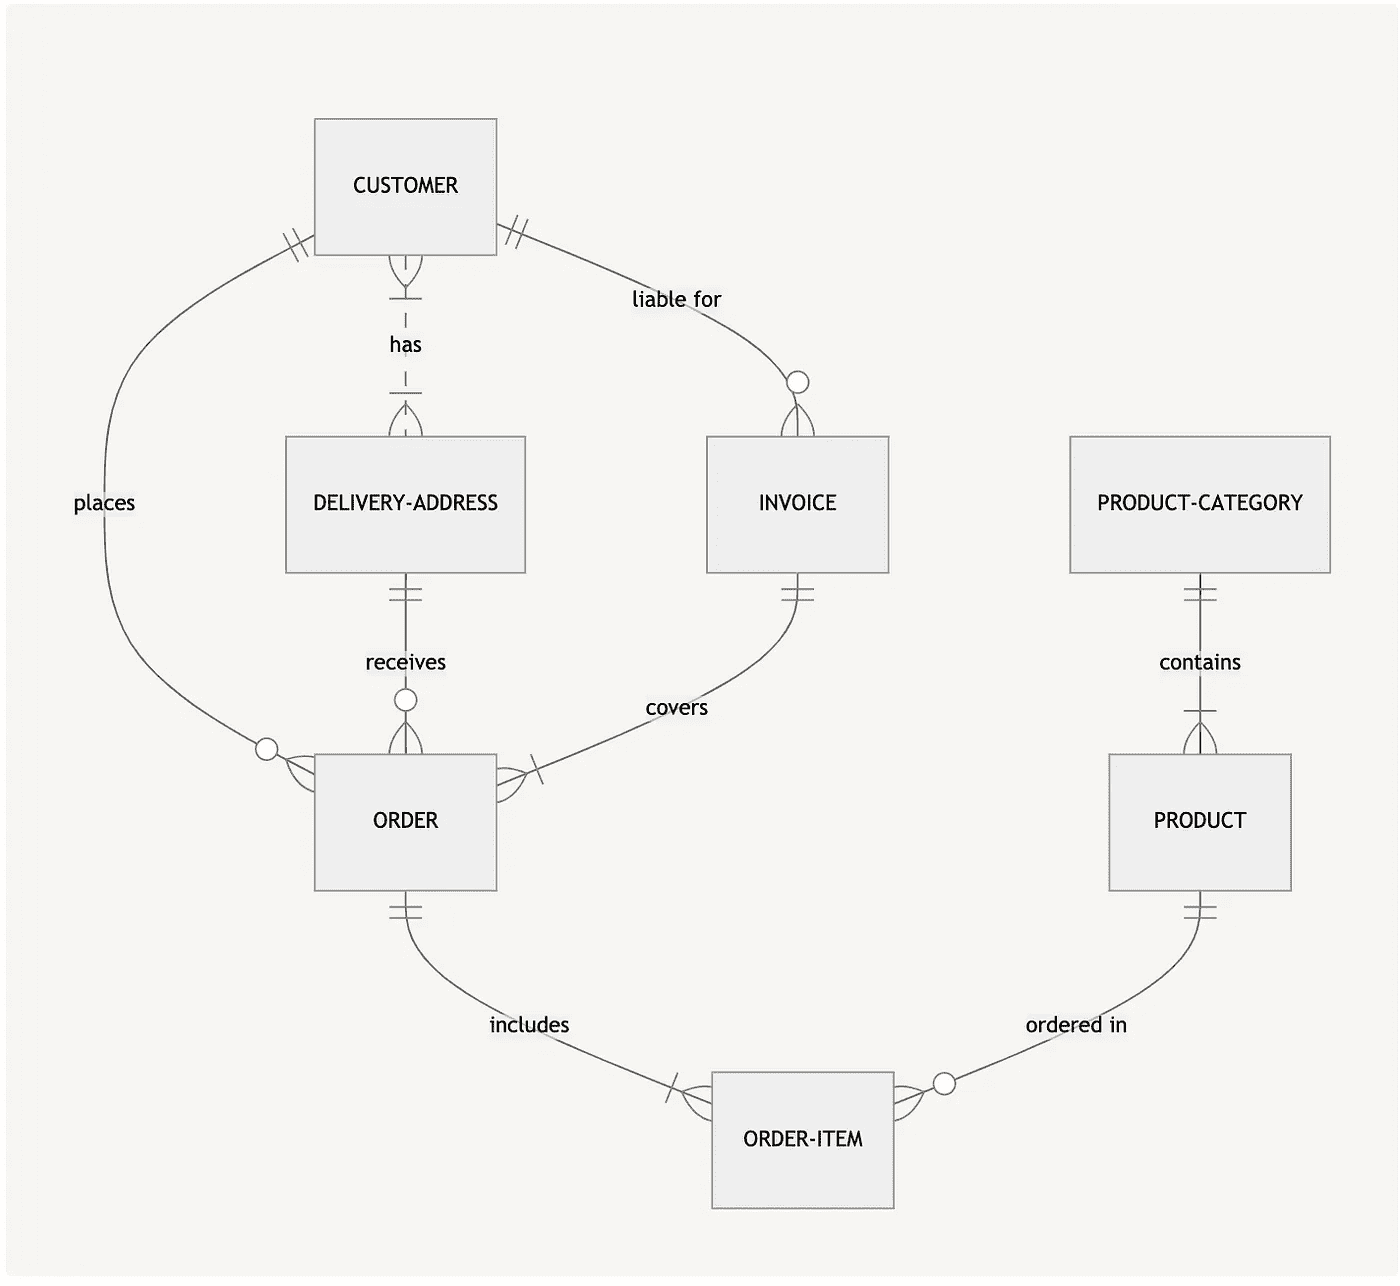 CUSTOMER
liable for
has
places
DELIVERY-ADDRESS
INVOICE
PRODUCT-CATEGORY
receives
contains
covers
ORDER
PRODUCT
includes
ordered in
ORDER-ITEM